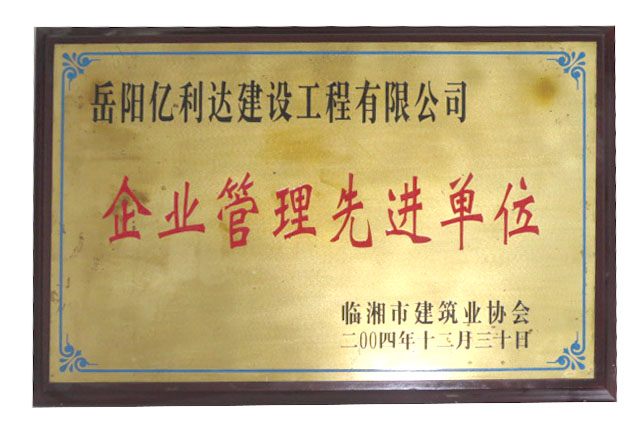 岳阳亿利达建设工程有限公司
企业管理先进单位
临湘市建筑业协会
二00四年十二月三十日